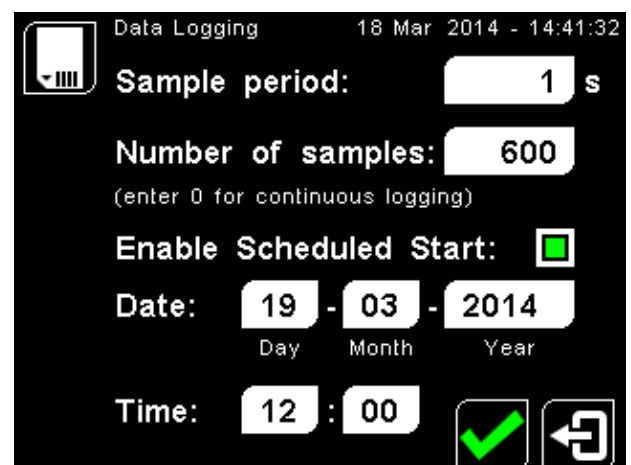 Data Logging 18 Mar 2014 - 14:41:32
Sample period: 1 s
Number of samples: 600
(enter 0 for continuous logging)
Enable Scheduled Start:
Date: 19 - 03 - 2014
Day Month Year
Time: 12 : 00